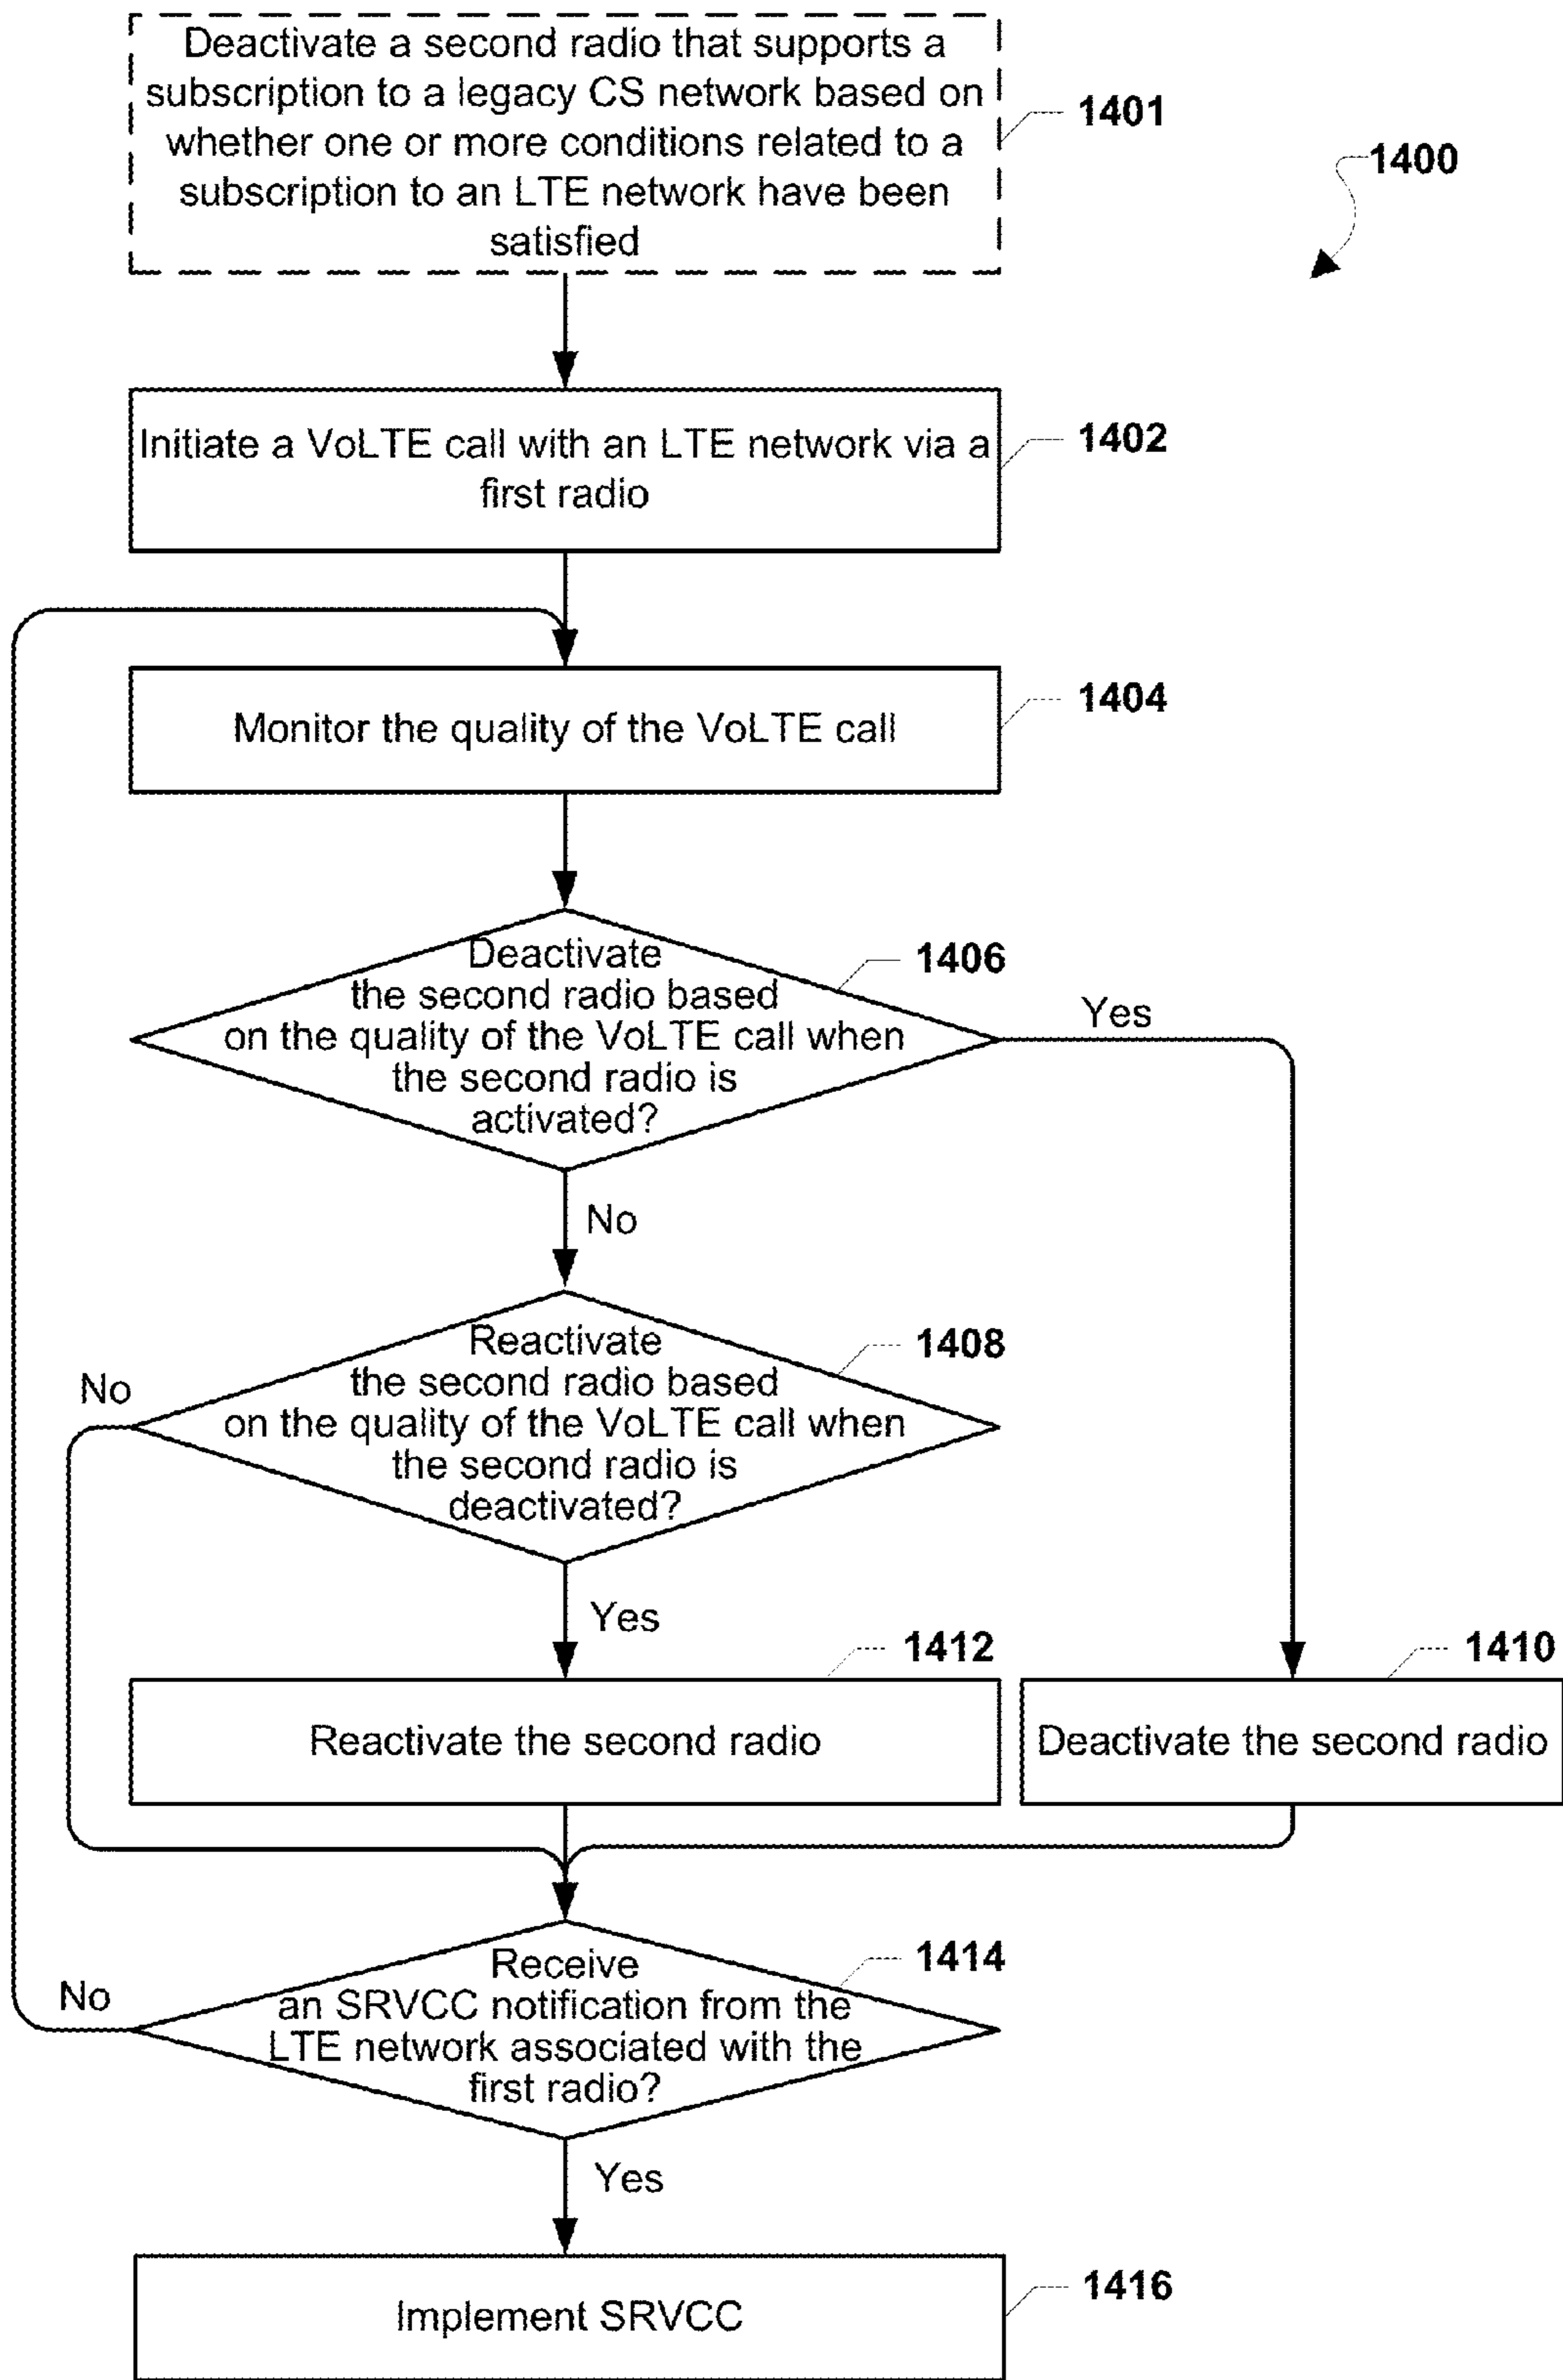 Deactivate a second radio that supports a
subscription to a legacy CS network based on
whether one or more conditions related to a
subscription to an LTE network have been
satisfied
1401
1400
Initiate a VoLTE call with an LTE network via a
first radio
1402
Monitor the quality of the VoLTE call
1404
Deactivate
the second radio based
on the quality of the VoLTE call when
the second radio is
activated?
1406
Yes
No
Reactivate
the second radio based
on the quality of the VoLTE call when
the second radio is
deactivated?
1408
No
Yes
1412
1410
Reactivate the second radio
Deactivate the second radio
Receive
an SRVCC notification from the
LTE network associated with the
first radio?
1414
No
Yes
Implement SRVCC
1416